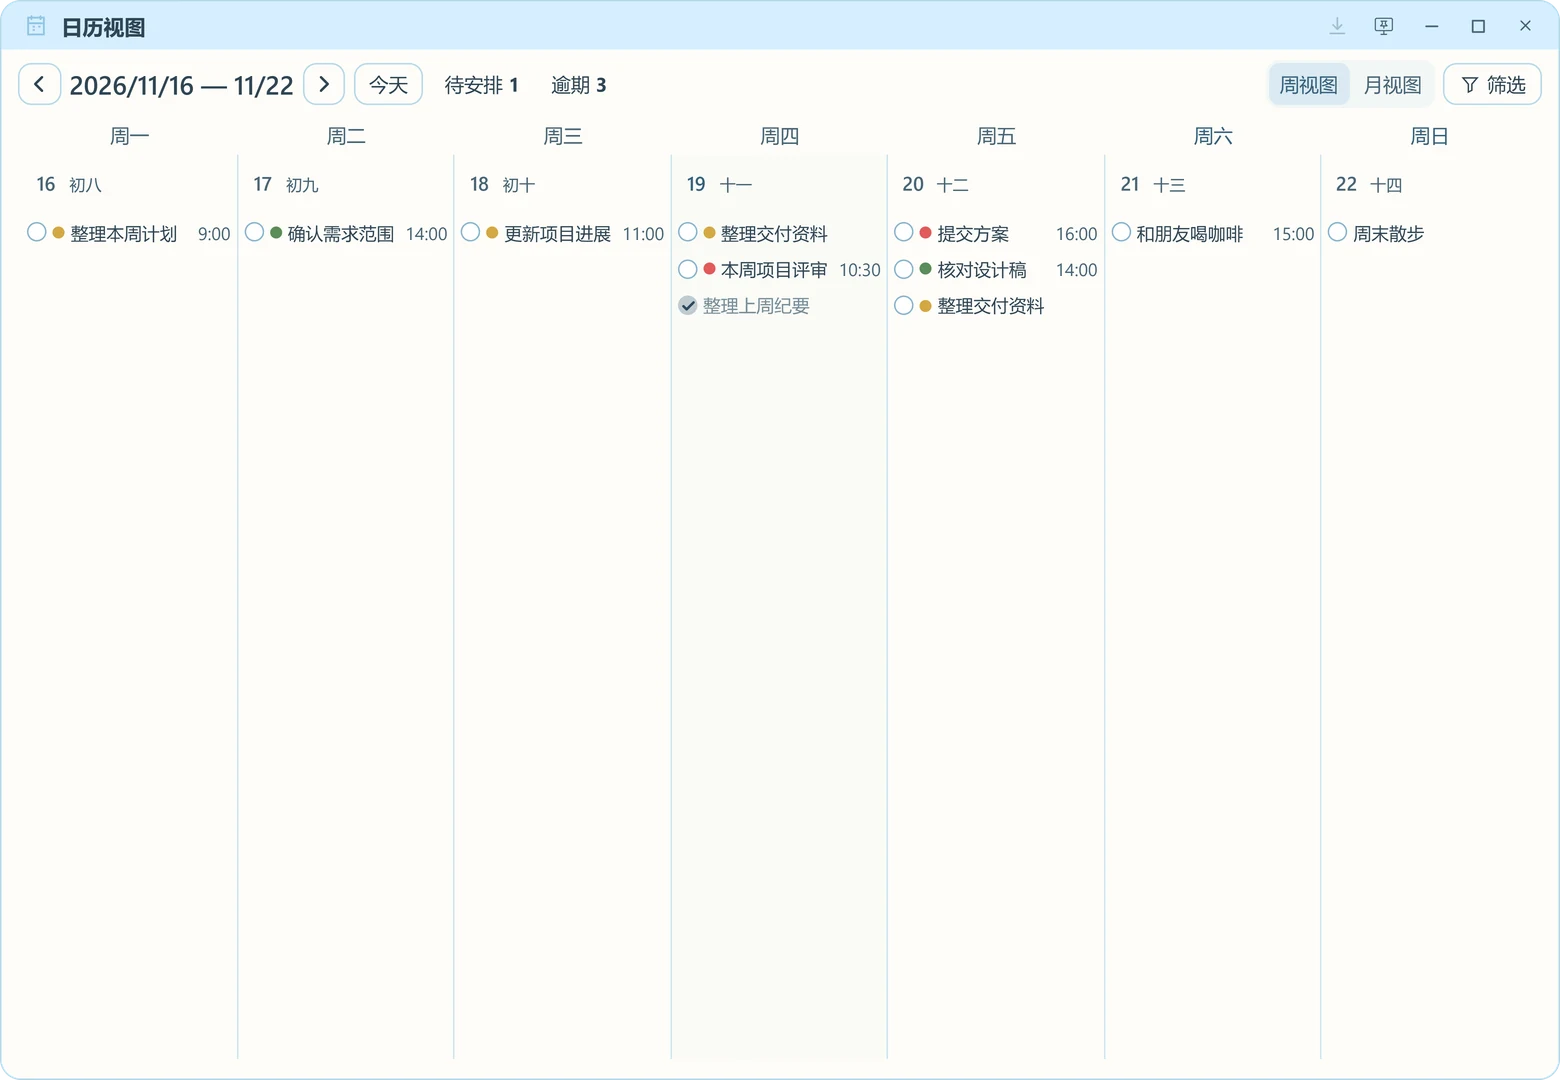 日历视图
2026/11/16 — 11/22 今天 待安排 1 逾期 3 周视图 月视图 筛选
周一 周二 周三 周四 周五 周六 周日
16 初八 17 初九 18 初十 19 十一 20 十二 21 十三 22 十四
整理本周计划 9:00 确认需求范围 14:00 更新项目进展 11:00 整理交付资料 提交方案 16:00 和朋友喝咖啡 15:00 周末散步
本周项目评审 10:30 核对设计稿 14:00
整理上周纪要 整理交付资料